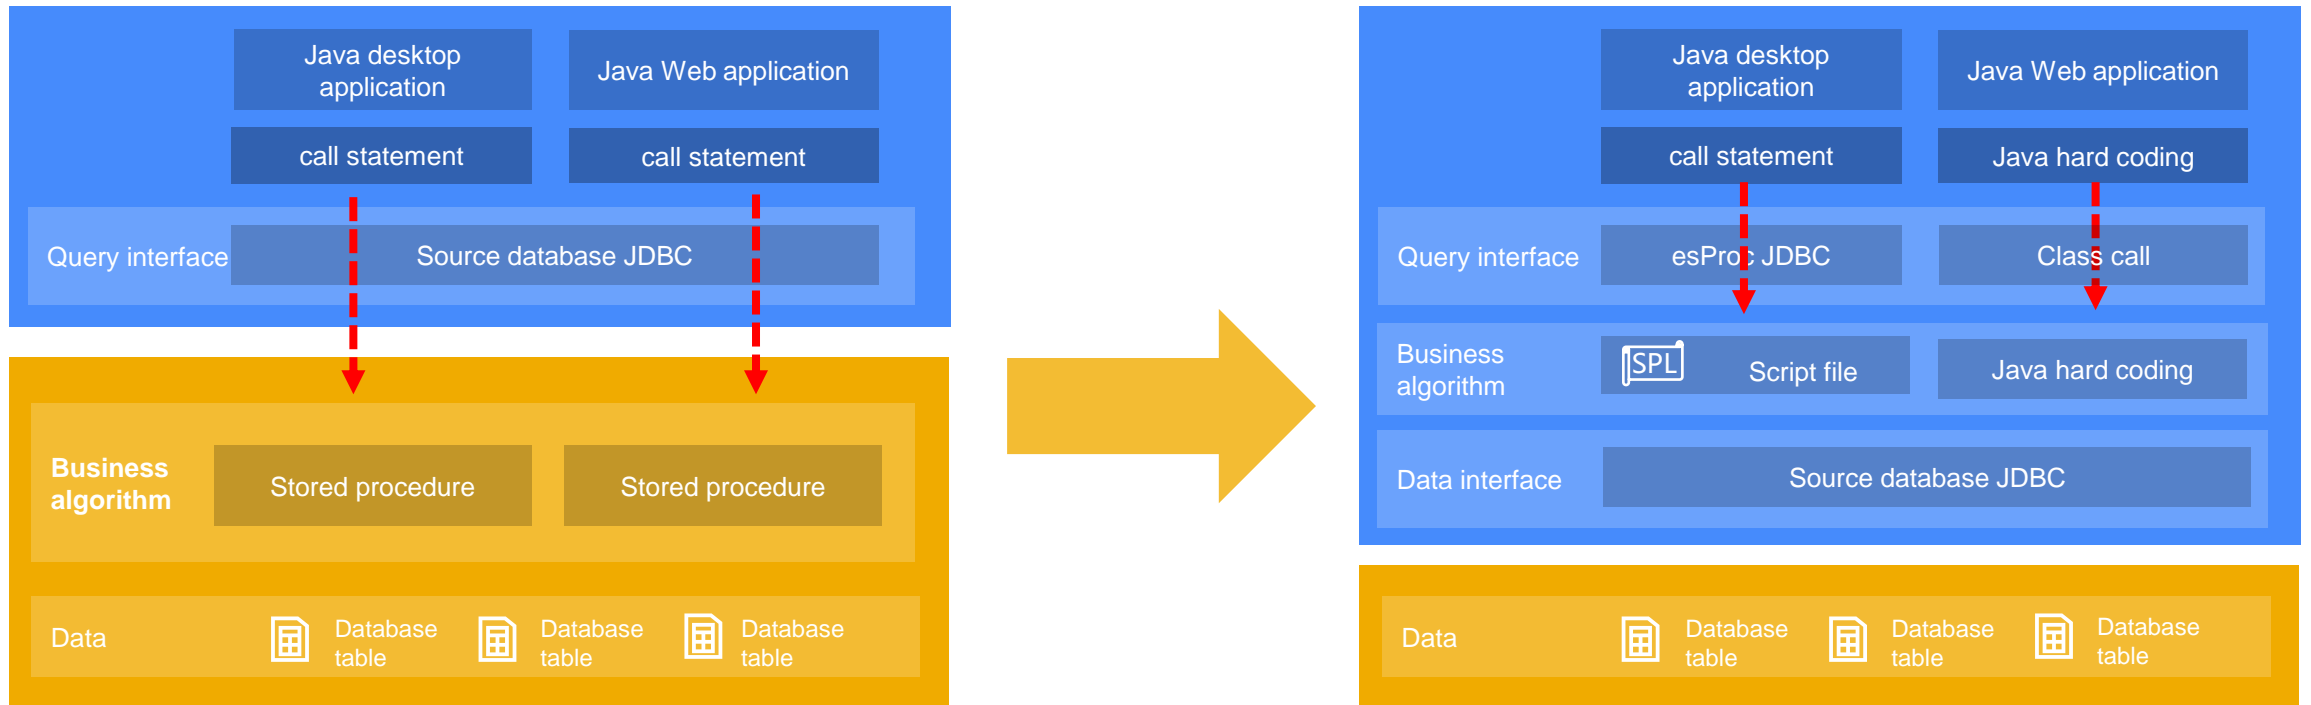 Java desktop
application
Java Web application
call statement
call statement
Query interface
Source database JDBC
Business
algorithm
Stored procedure
Stored procedure
Data
Database
table
Database
table
Database
table
Java desktop
application
Java Web application
call statement
Java hard coding
Query interface
esProc JDBC
Class call
Business
algorithm
SPL
Script file
Java hard coding
Data interface
Source database JDBC
Data
Database
table
Database
table
Database
table